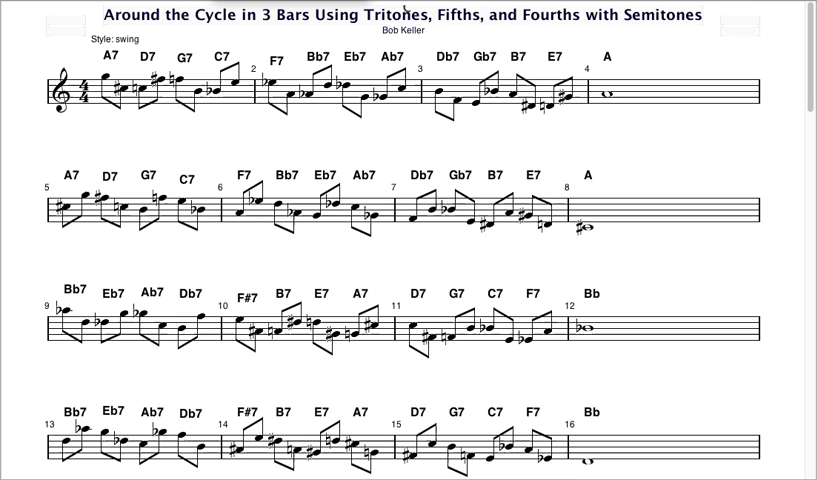 Around the Cycle in 3 Bars Using Tritones, Fifths, and Fourths with Semitones
Bob Keller
Style: swing
A7 D7 G7 C7 F7 Bb7 Eb7 Ab7 Db7 Gb7 B7 E7 A
2 3 4
4
4
A7 D7 G7 C7 F7 Bb7 Eb7 Ab7 Db7 Gb7 B7 E7 A
5 6 7 8
Bb7 Eb7 Ab7 Db7 F#7 B7 E7 A7 D7 G7 C7 F7 Bb
9 10 11 12
Bb7 Eb7 Ab7 Db7 F#7 B7 E7 A7 D7 G7 C7 F7 Bb
13 14 15 16